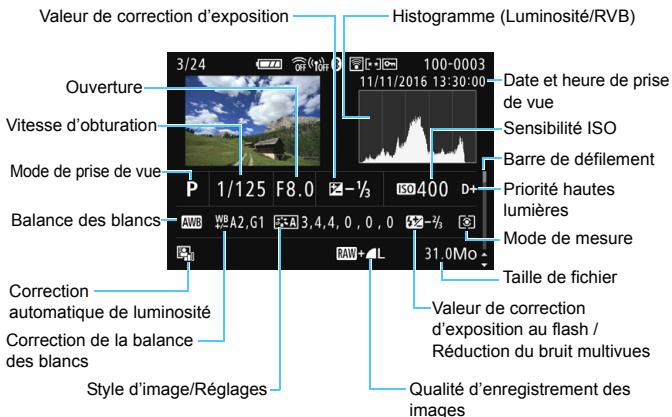 Valeur de correction d'exposition
Histogramme (Luminosité/RVB)
3/24
OFF
OFF
100-0003
11/11/2016 13:30:00
Ouverture
Date et heure de prise
de vue
Vitesse d'obturation
Sensibilité ISO
Mode de prise de vue
Barre de défilement
P 1/125 F8.0 -1/3 ISO400 D+
Priorité hautes
lumières
Balance des blancs
AWB WB+/- A2,G1 A 3,4,4,0,0,0 -2/3
Mode de mesure
RAW+ L 31.0Mo
Taille de fichier
Correction
automatique de luminosité
Valeur de correction
d'exposition au flash /
Réduction du bruit multivues
Correction de la balance
des blancs
Style d'image/Réglages
Qualité d'enregistrement des
images